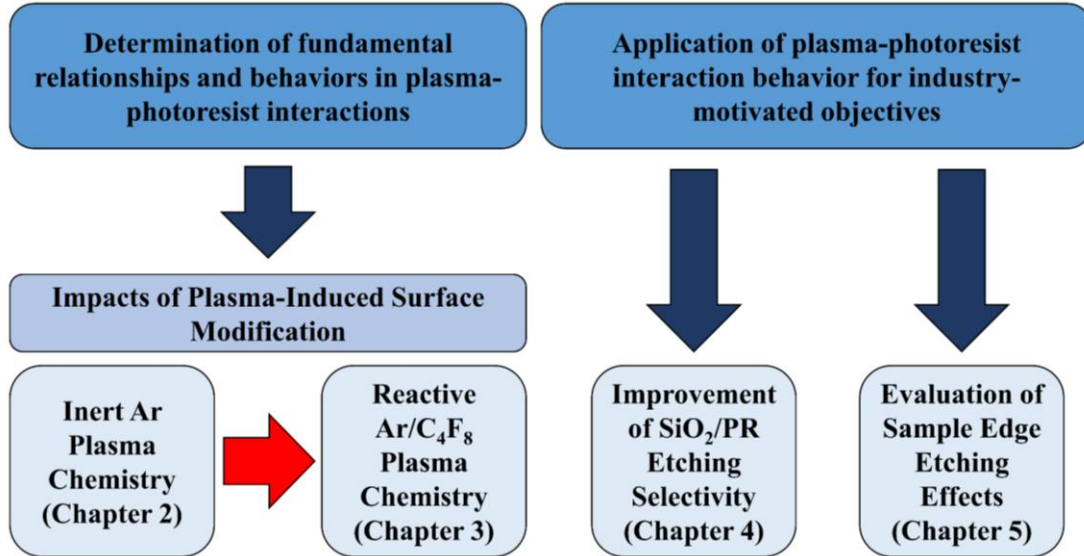 Determination of fundamental
relationships and behaviors in plasma-
photoresist interactions
Application of plasma-photoresist
interaction behavior for industry-
motivated objectives
Impacts of Plasma-Induced Surface
Modification
Inert Ar
Plasma
Chemistry
(Chapter 2)
Reactive
Ar/C₄F₈
Plasma
Chemistry
(Chapter 3)
Improvement
of SiO₂/PR
Etching
Selectivity
(Chapter 4)
Evaluation of
Sample Edge
Etching
Effects
(Chapter 5)